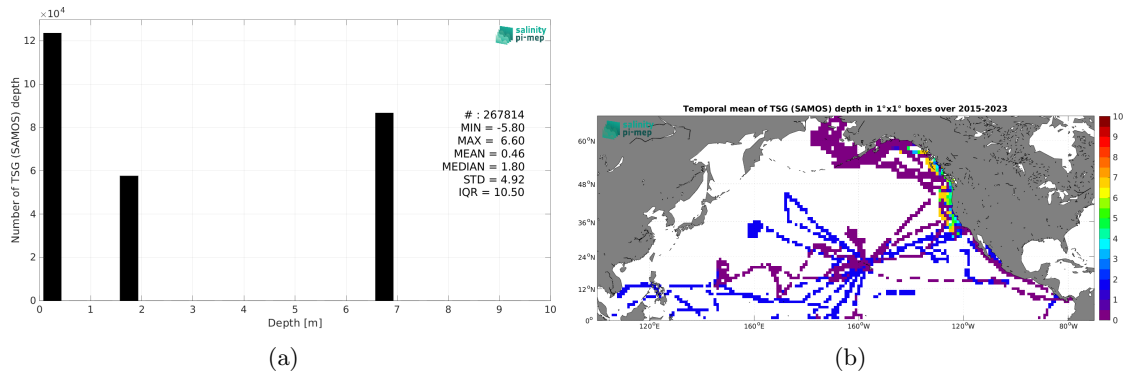 ×10⁴
12
10
8
6
4
2
0
0 1 2 3 4 5 6 7 8 9 10
Number of TSG (SAMOS) depth
Depth [m]
salinity
pi-mep
# : 267814
MIN = -5.80
MAX = 6.60
MEAN = 0.46
MEDIAN = 1.80
STD = 4.92
IQR = 10.50
(a)
Temporal mean of TSG (SAMOS) depth in 1°x1° boxes over 2015-2023
salinity
pi-mep
60°N
48°N
36°N
24°N
12°N
0°
120°E 160°E 160°W 120°W 80°W
10
9
8
7
6
5
4
3
2
1
0
(b)